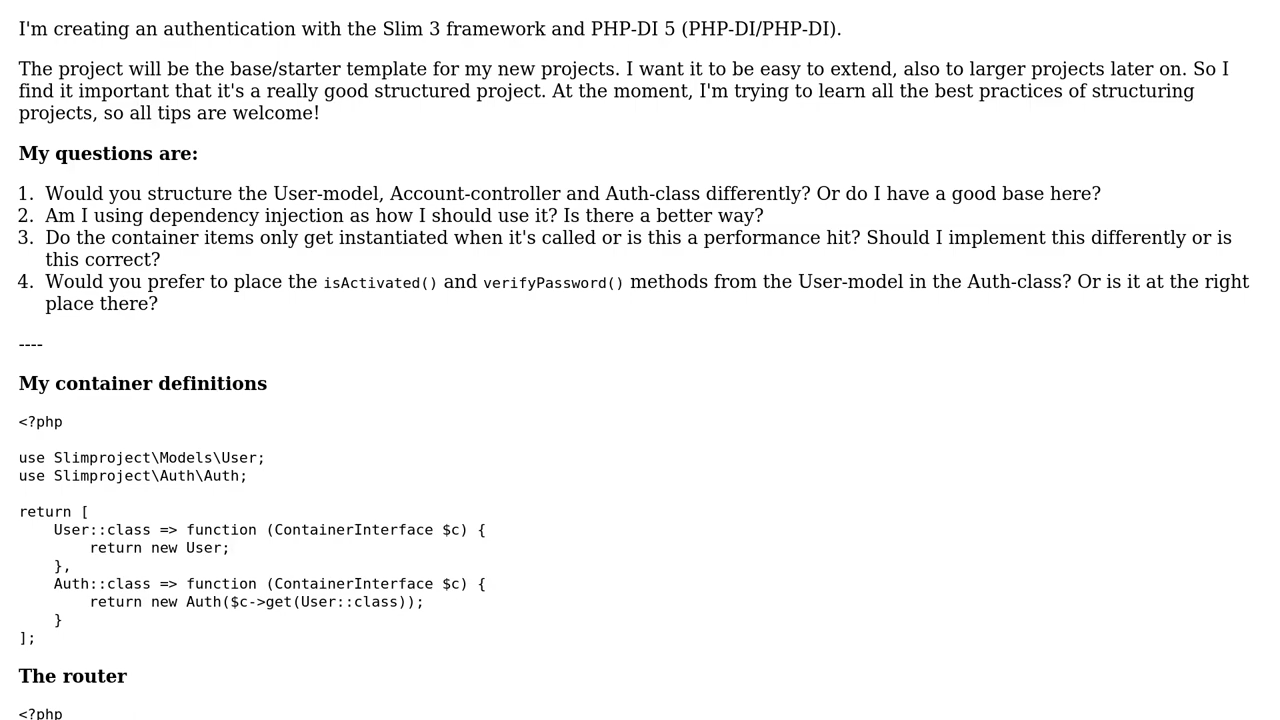 I'm creating an authentication with the Slim 3 framework and PHP-DI 5 (PHP-DI/PHP-DI).
The project will be the base/starter template for my new projects. I want it to be easy to extend, also to larger projects later on. So I
find it important that it's a really good structured project. At the moment, I'm trying to learn all the best practices of structuring
projects, so all tips are welcome!
My questions are:
1. Would you structure the User-model, Account-controller and Auth-class differently? Or do I have a good base here?
2. Am I using dependency injection as how I should use it? Is there a better way?
3. Do the container items only get instantiated when it's called or is this a performance hit? Should I implement this differently or is
this correct?
4. Would you prefer to place the isActivated() and verifyPassword() methods from the User-model in the Auth-class? Or is it at the right
place there?
----
My container definitions
<?php
use Slimproject\Models\User;
use Slimproject\Auth\Auth;
return [
    User::class => function (ContainerInterface $c) {
        return new User;
    },
    Auth::class => function (ContainerInterface $c) {
        return new Auth($c->get(User::class));
    }
];
The router
<?php